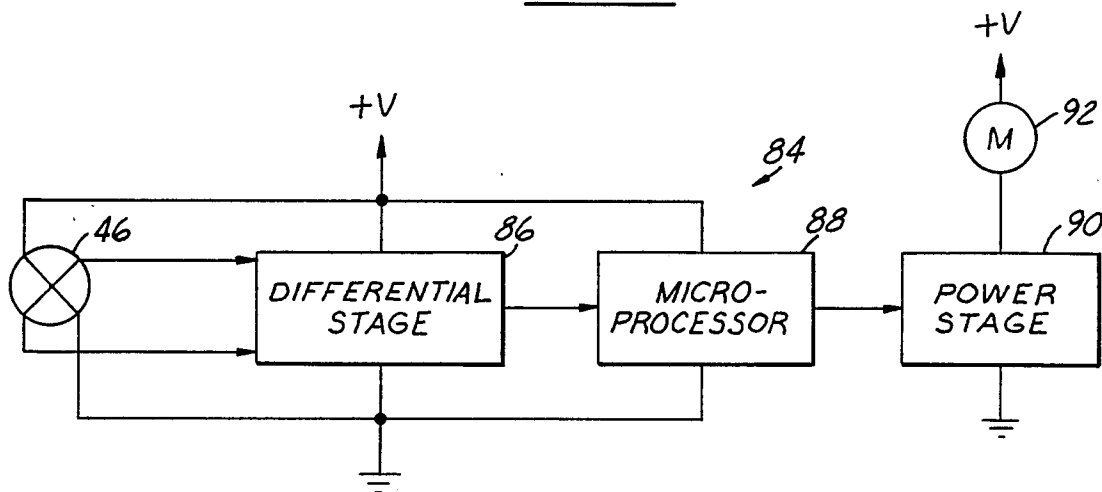 +V
92
M
+V
84
46
86
88
90
DIFFERENTIAL
STAGE
MICRO-
PROCESSOR
POWER
STAGE